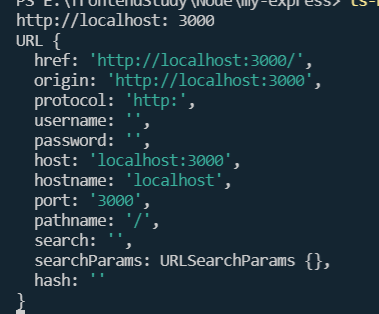 PS E:\frontendStudy\Node\my-express> ts-
http://localhost: 3000
URL {
  href: 'http://localhost:3000/',
  origin: 'http://localhost:3000',
  protocol: 'http:',
  username: '',
  password: '',
  host: 'localhost:3000',
  hostname: 'localhost',
  port: '3000',
  pathname: '/',
  search: '',
  searchParams: URLSearchParams {},
  hash: ''
}